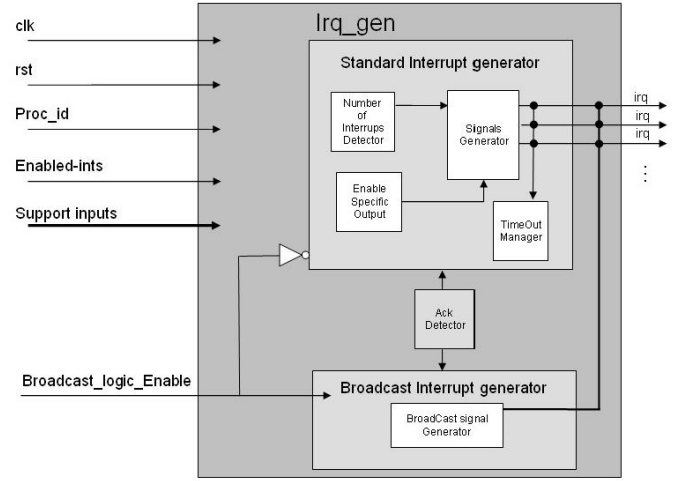 Irq_gen
clk
rst
Proc_id
Enabled-ints
Support inputs
Broadcast_logic_Enable
Standard Interrupt generator
Number
of
Interrups
Detector
Siignals
Generator
Enable
Specific
Output
TimeOut
Manager
irq
irq
irq
⋮
Ack
Detector
Broadcast Interrupt generator
BroadCast signal
Generator